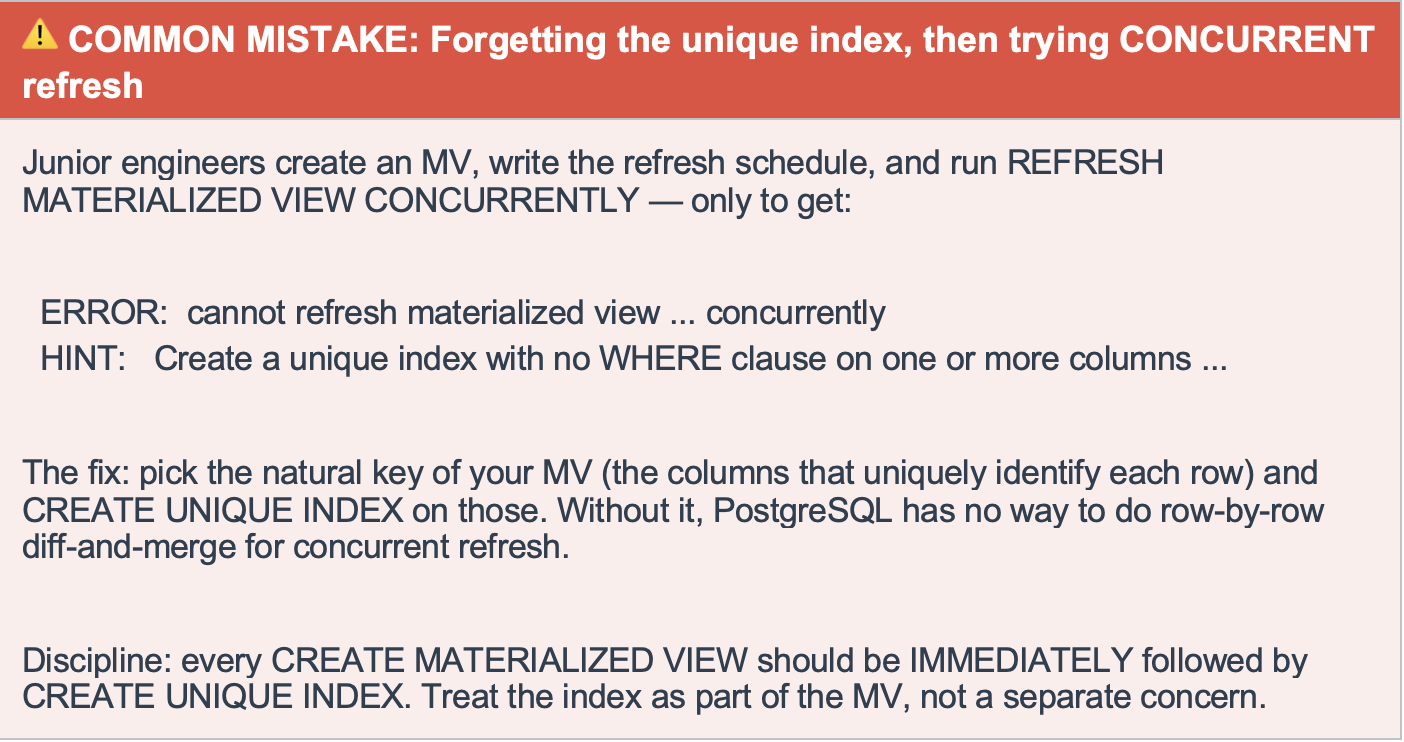 ⚠️ COMMON MISTAKE: Forgetting the unique index, then trying CONCURRENT
refresh
Junior engineers create an MV, write the refresh schedule, and run REFRESH
MATERIALIZED VIEW CONCURRENTLY — only to get:
ERROR:  cannot refresh materialized view ... concurrently
HINT:   Create a unique index with no WHERE clause on one or more columns ...
The fix: pick the natural key of your MV (the columns that uniquely identify each row) and
CREATE UNIQUE INDEX on those. Without it, PostgreSQL has no way to do row-by-row
diff-and-merge for concurrent refresh.
Discipline: every CREATE MATERIALIZED VIEW should be IMMEDIATELY followed by
CREATE UNIQUE INDEX. Treat the index as part of the MV, not a separate concern.